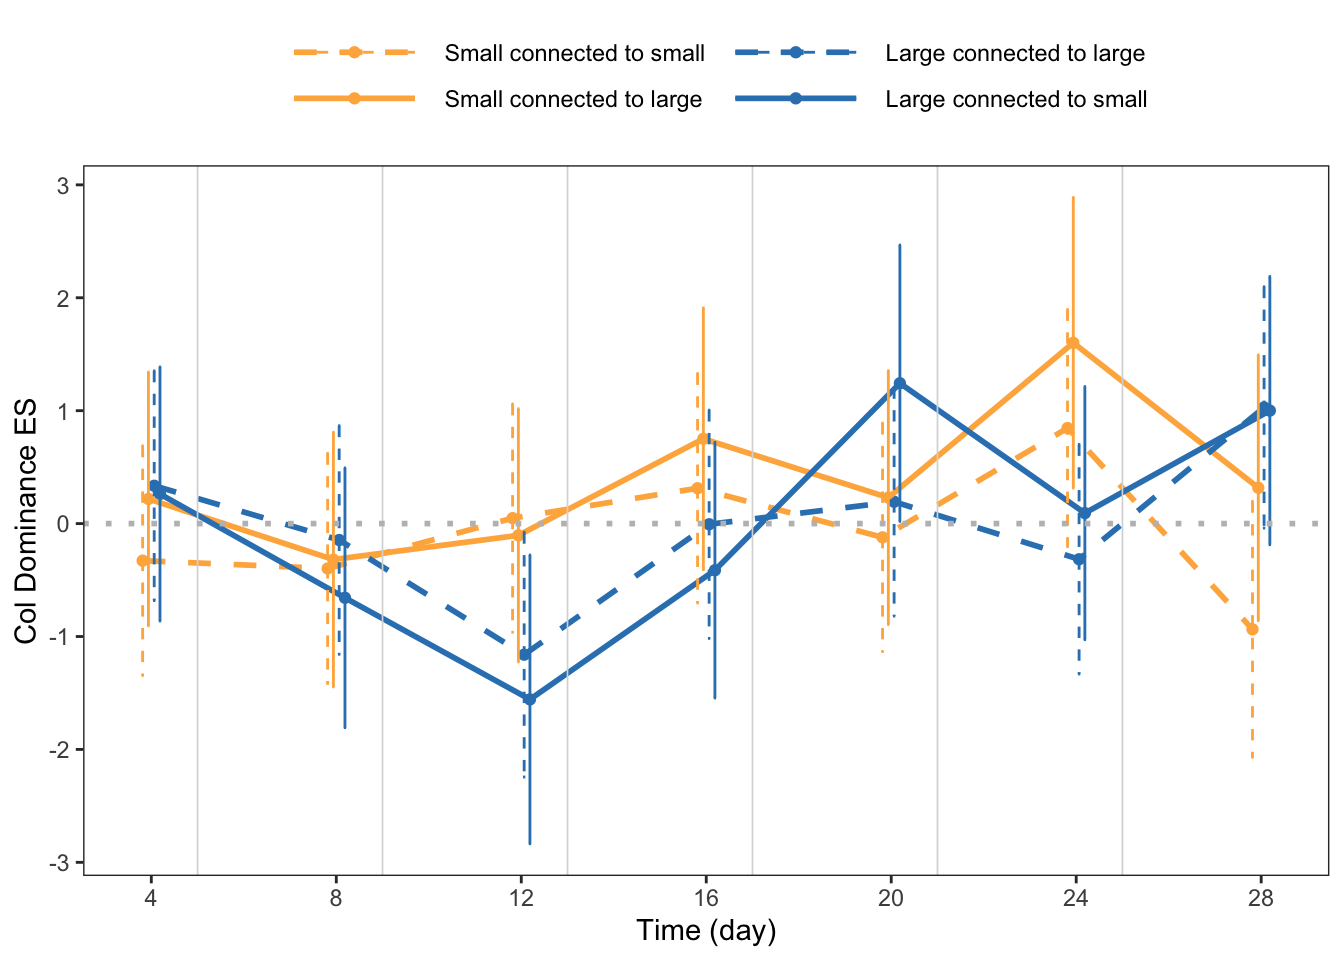 Small connected to small
Large connected to large
Small connected to large
Large connected to small
Col Dominance ES
3
2
1
0
-1
-2
-3
4
8
12
16
20
24
28
Time (day)